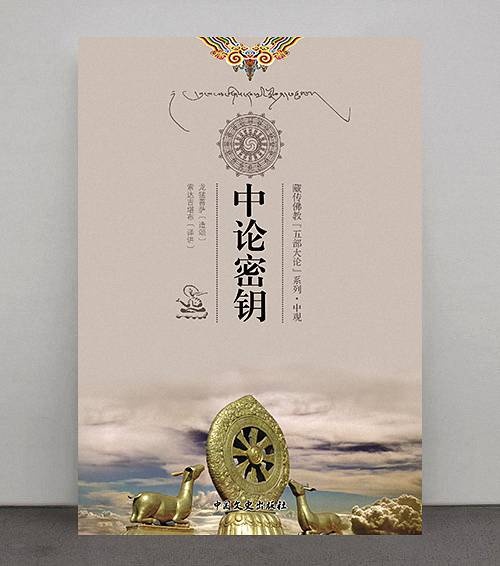 中论密钥
藏传佛教「五部大论」系列·中观
龙猛菩萨（造颂）
索达吉堪布（译讲）
中国文史出版社